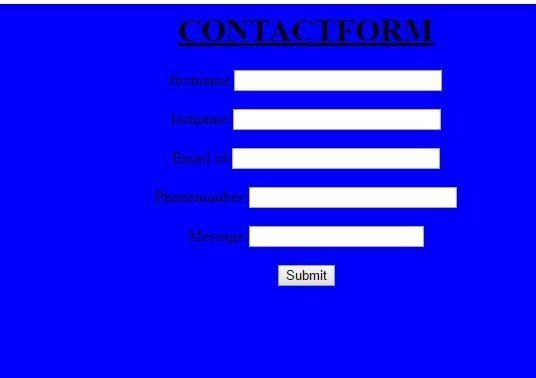 CONTACTFORM
firstname
lastname
Email id
Phonenumber
Message
Submit